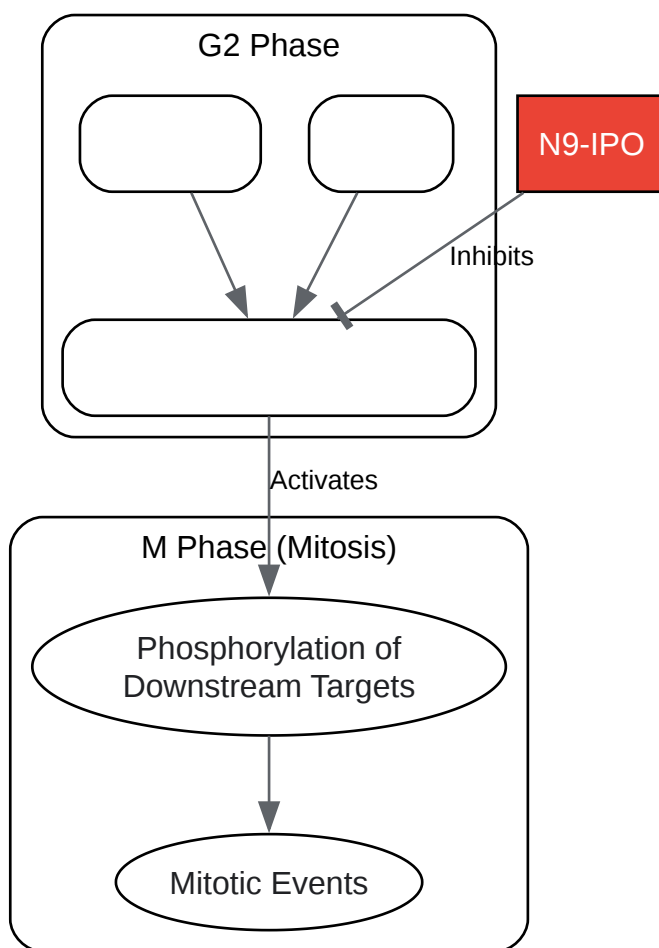 G2 Phase
N9-IPO
Inhibits
Activates
M Phase (Mitosis)
Phosphorylation of
Downstream Targets
Mitotic Events